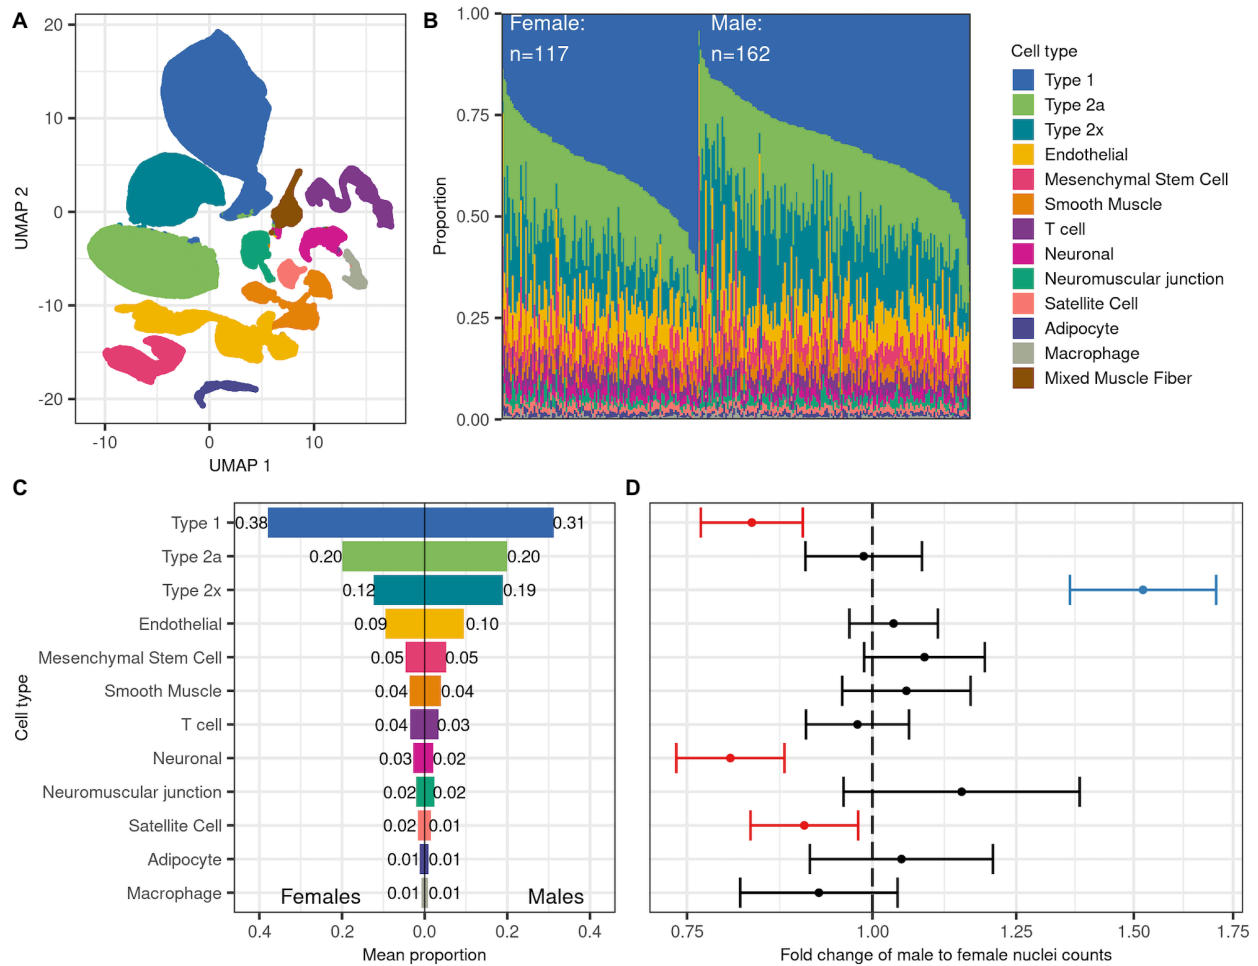 A
20
10
0
-10
-20
UMAP 2
-10
0
10
UMAP 1
B
1.00
0.75
0.50
0.25
0.00
Proportion
Female:
n=117
Male:
n=162
Cell type
Type 1
Type 2a
Type 2x
Endothelial
Mesenchymal Stem Cell
Smooth Muscle
T cell
Neuronal
Neuromuscular junction
Satellite Cell
Adipocyte
Macrophage
Mixed Muscle Fiber
C
Cell type
Type 1 0.38 0.31
Type 2a 0.20 0.20
Type 2x 0.12 0.19
Endothelial 0.09 0.10
Mesenchymal Stem Cell 0.05 0.05
Smooth Muscle 0.04 0.04
T cell 0.04 0.03
Neuronal 0.03 0.02
Neuromuscular junction 0.02 0.02
Satellite Cell 0.02 0.01
Adipocyte 0.01 0.01
Macrophage 0.01 0.01
Females Males
0.4 0.2 0.0 0.2 0.4
Mean proportion
D
0.75 1.00 1.25 1.50 1.75
Fold change of male to female nuclei counts